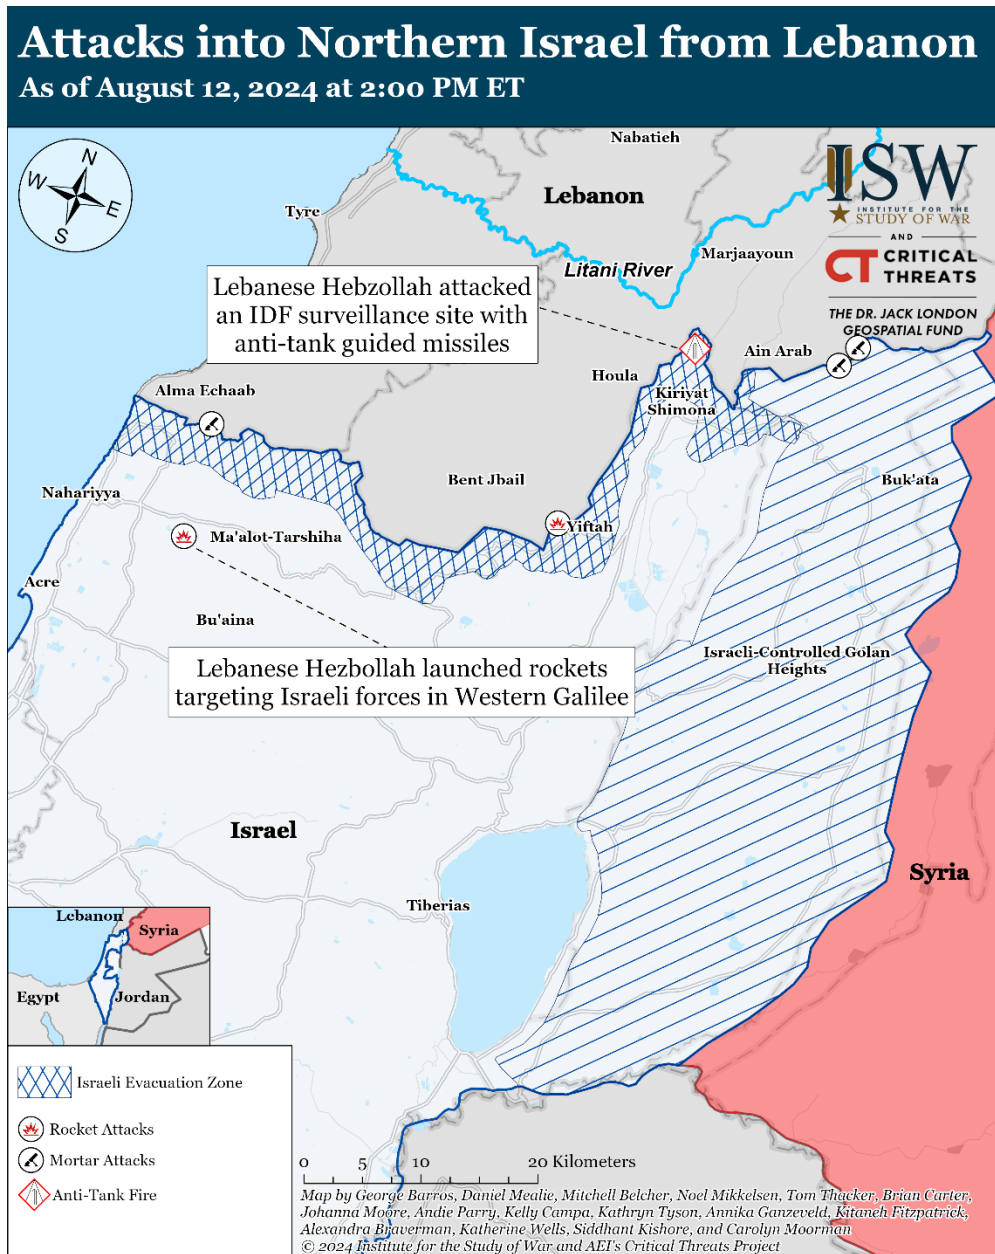 Attacks into Northern Israel from Lebanon
As of August 12, 2024 at 2:00 PM ET
N
W
E
S
Nabatieh
Lebanon
ISW
INSTITUTE FOR THE
STUDY OF WAR
AND
CT CRITICAL
THREATS
THE DR. JACK LONDON
GEOSPATIAL FUND
Tyre
Marjaayoun
Litani River
Lebanese Hebzollah attacked
an IDF surveillance site with
anti-tank guided missiles
Ain Arab
Houla
Alma Echaab
Kiriyat
Shimona
Bent Jbail
Buk'ata
Nahariyya
Yiftah
Ma'alot-Tarshiha
Acre
Bu'aina
Israeli-Controlled Golan
Heights
Lebanese Hezbollah launched rockets
targeting Israeli forces in Western Galilee
Israel
Syria
Tiberias
Lebanon
Syria
Egypt
Jordan
Israeli Evacuation Zone
Rocket Attacks
Mortar Attacks
Anti-Tank Fire
0 5 10 20 Kilometers
Map by George Barros, Daniel Mealie, Mitchell Belcher, Noel Mikkelsen, Tom Thacker, Brian Carter,
Johanna Moore, Andie Parry, Kelly Campa, Kathryn Tyson, Annika Ganzeveld, Kitaneh Fitzpatrick,
Alexandra Braverman, Katherine Wells, Siddhant Kishore, and Carolyn Moorman
© 2024 Institute for the Study of War and AEI's Critical Threats Project